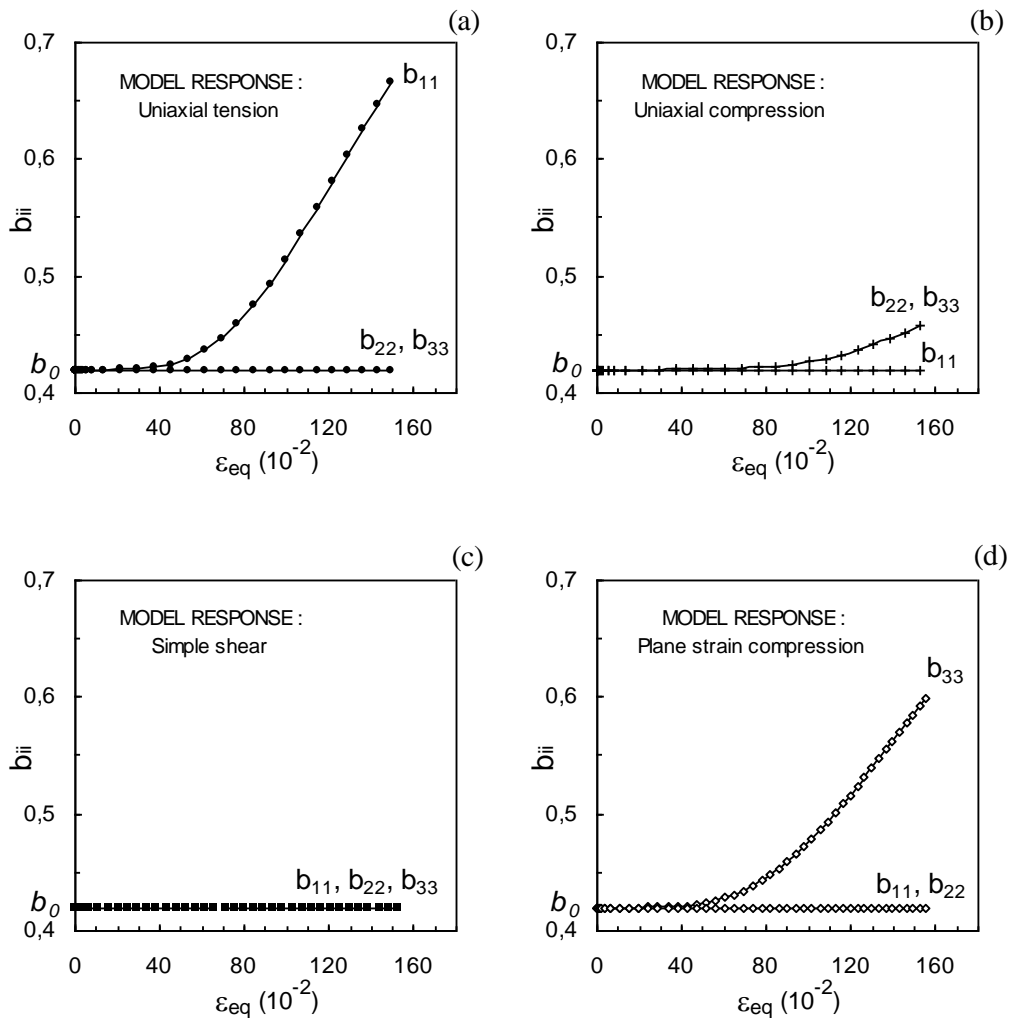 (a)
0,7
MODEL RESPONSE :
Uniaxial tension
b11
0,6
bii
0,5
b22, b33
b0
0,4
0 40 80 120 160
εeq (10-2)
(b)
0,7
MODEL RESPONSE :
Uniaxial compression
0,6
bii
0,5
b22, b33
b11
b0
0,4
0 40 80 120 160
εeq (10-2)
(c)
0,7
MODEL RESPONSE :
Simple shear
0,6
bii
0,5
b11, b22, b33
b0
0,4
0 40 80 120 160
εeq (10-2)
(d)
0,7
MODEL RESPONSE :
Plane strain compression
b33
0,6
bii
0,5
b11, b22
b0
0,4
0 40 80 120 160
εeq (10-2)